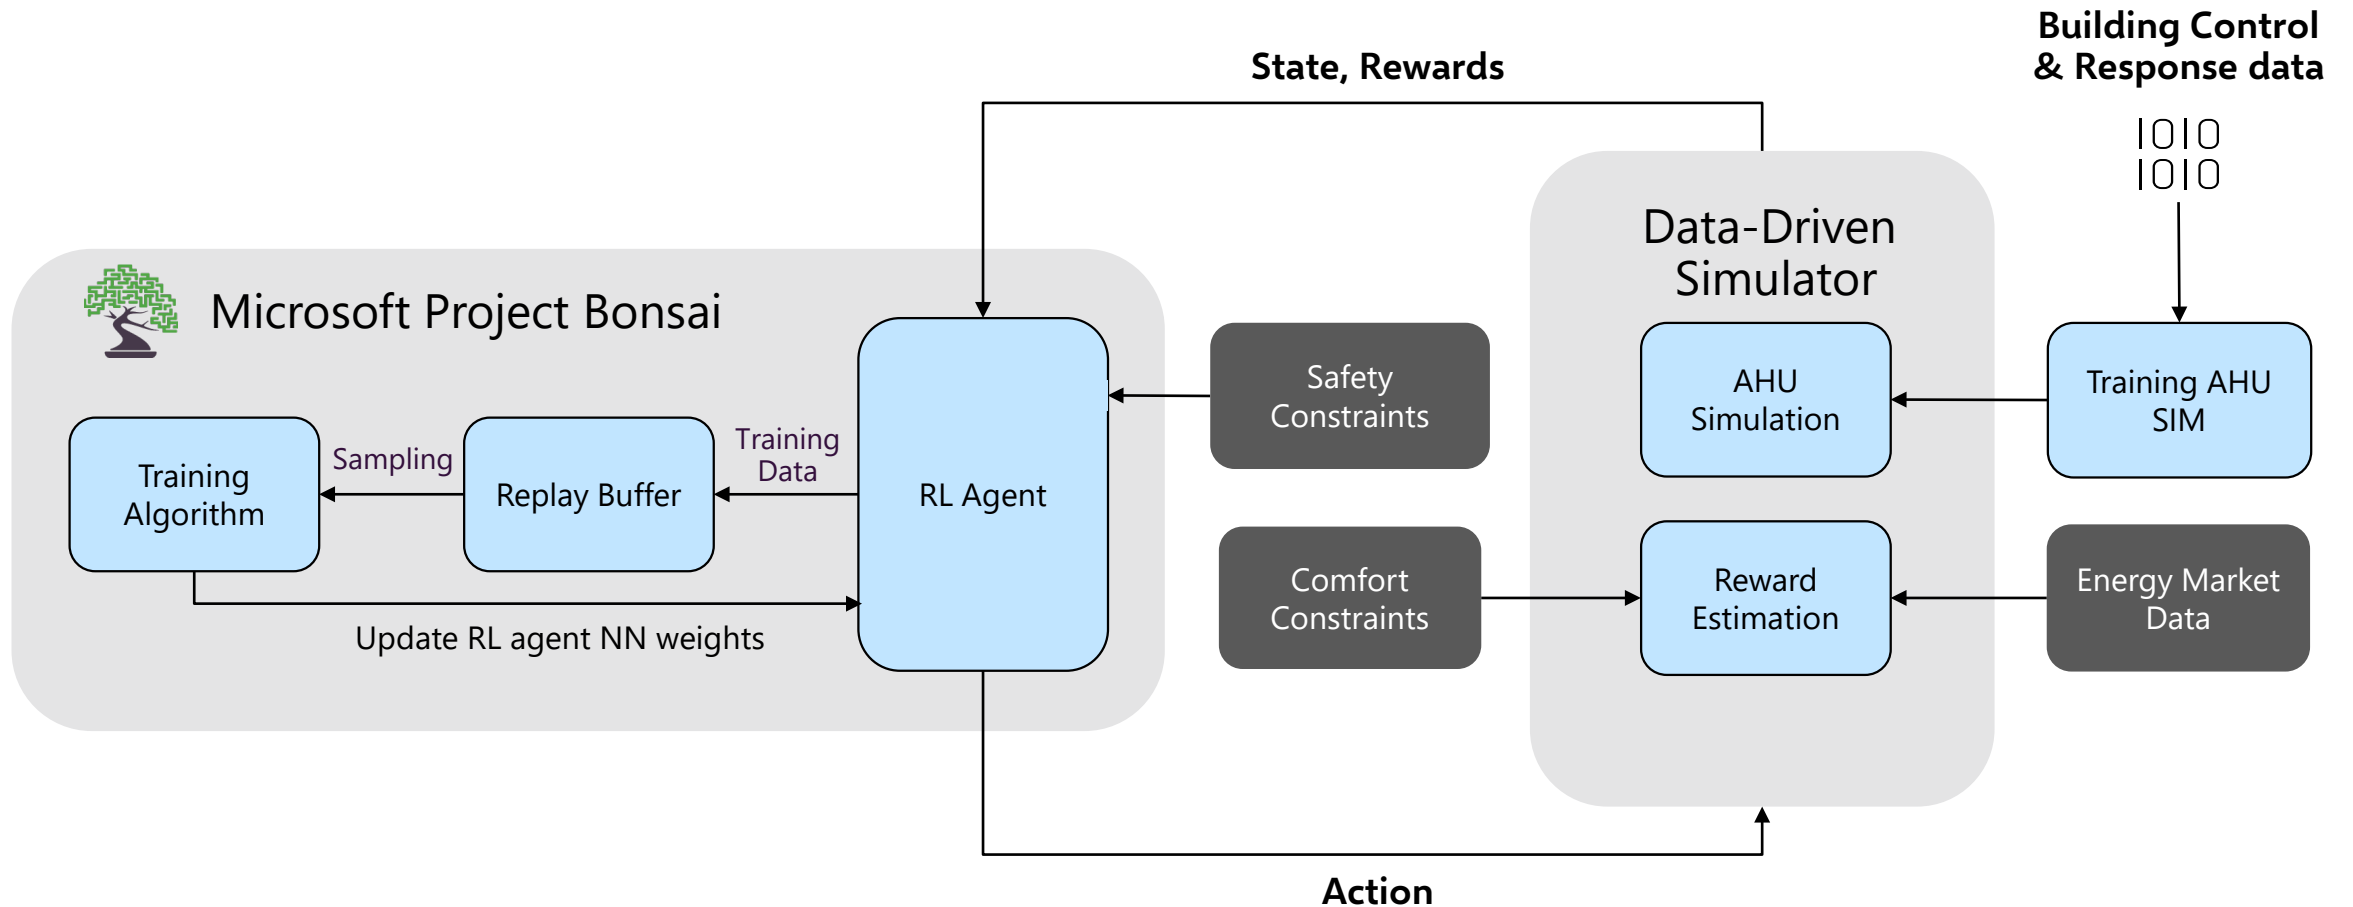 Building Control
& Response data
State, Rewards
IOIO
IOIO
Data-Driven
Simulator
Microsoft Project Bonsai
Safety
Constraints
AHU
Simulation
Training AHU
SIM
Training
Algorithm
Sampling
Replay Buffer
Training
Data
RL Agent
Comfort
Constraints
Reward
Estimation
Energy Market
Data
Update RL agent NN weights
Action